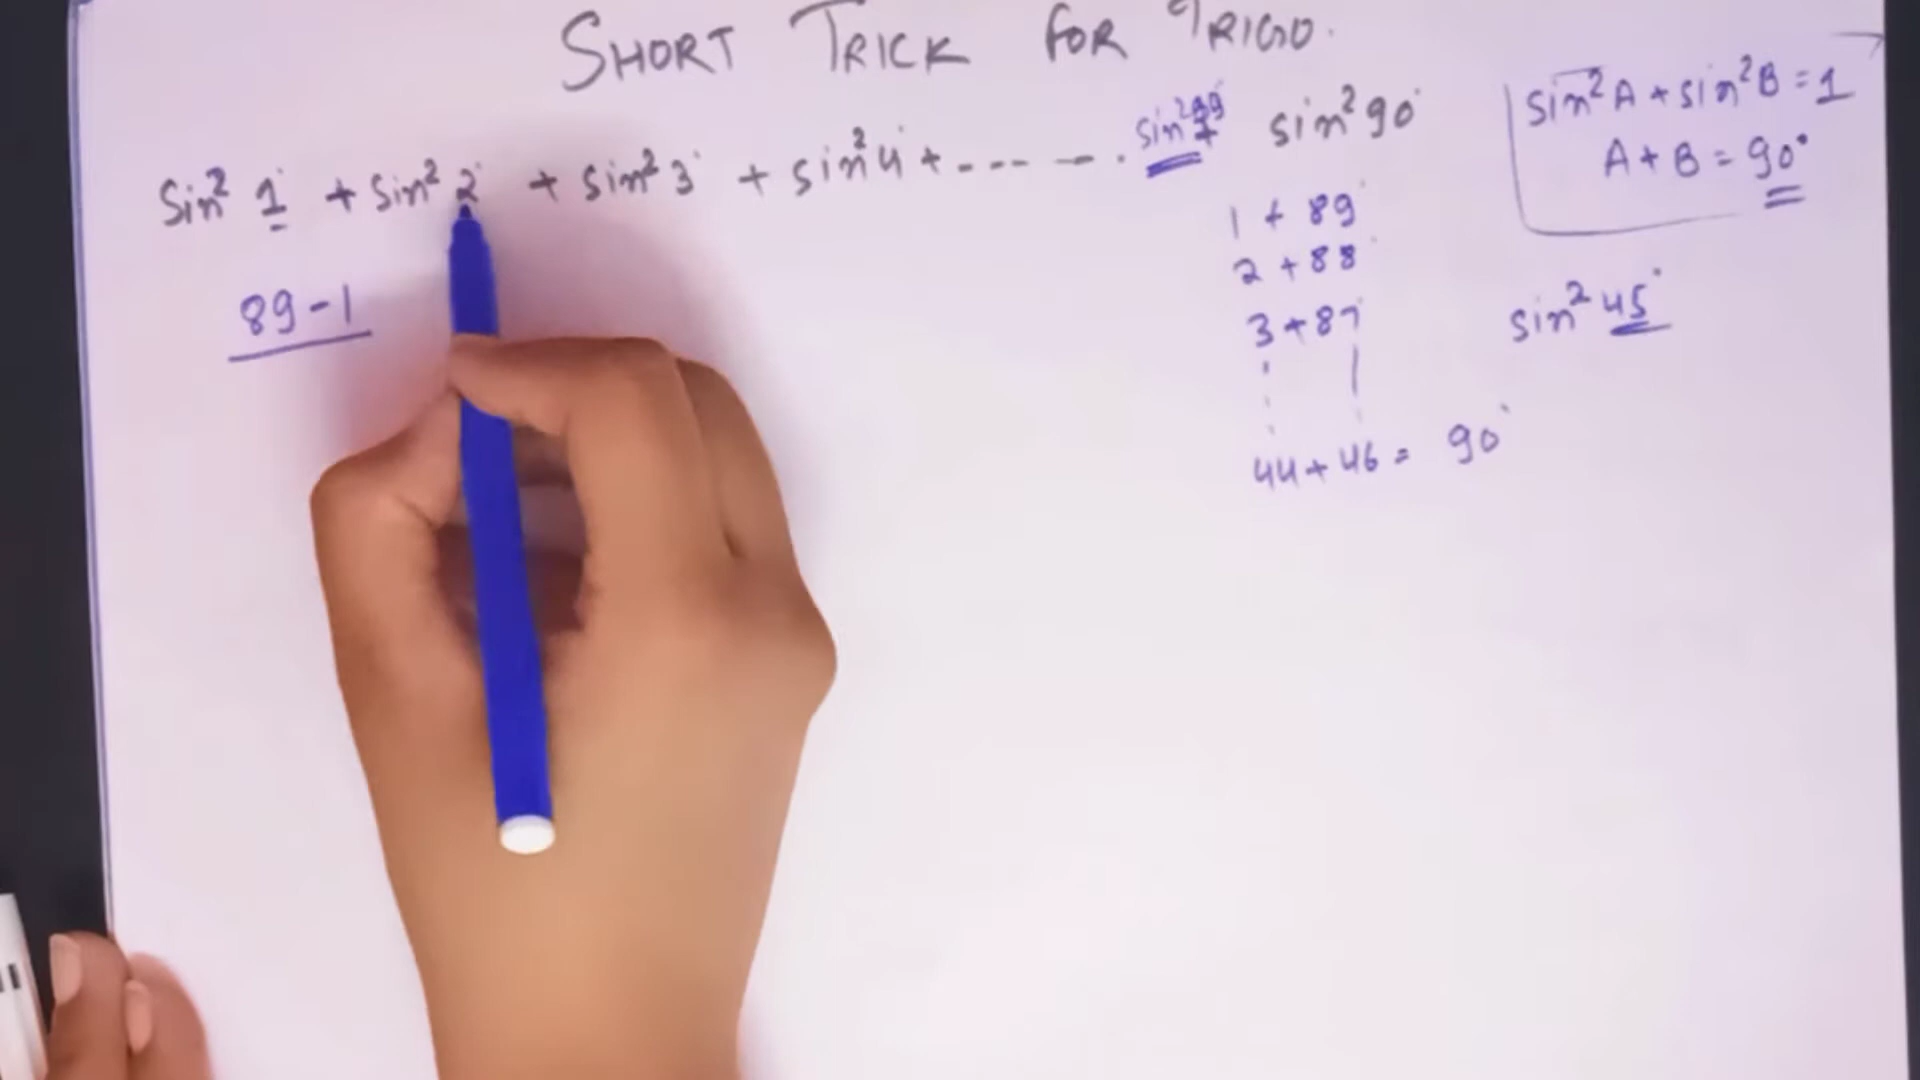 SHORT TRICK FOR TRIGO.
sin² 1° + sin² 2° + sin² 3° + sin² 4° + - - - - - . sin² 89° + sin² 90°
sin²A + sin²B = 1
A + B = 90°
89 - 1
1 + 89°
2 + 88°
3 + 87°
44 + 46 = 90°
sin² 45°